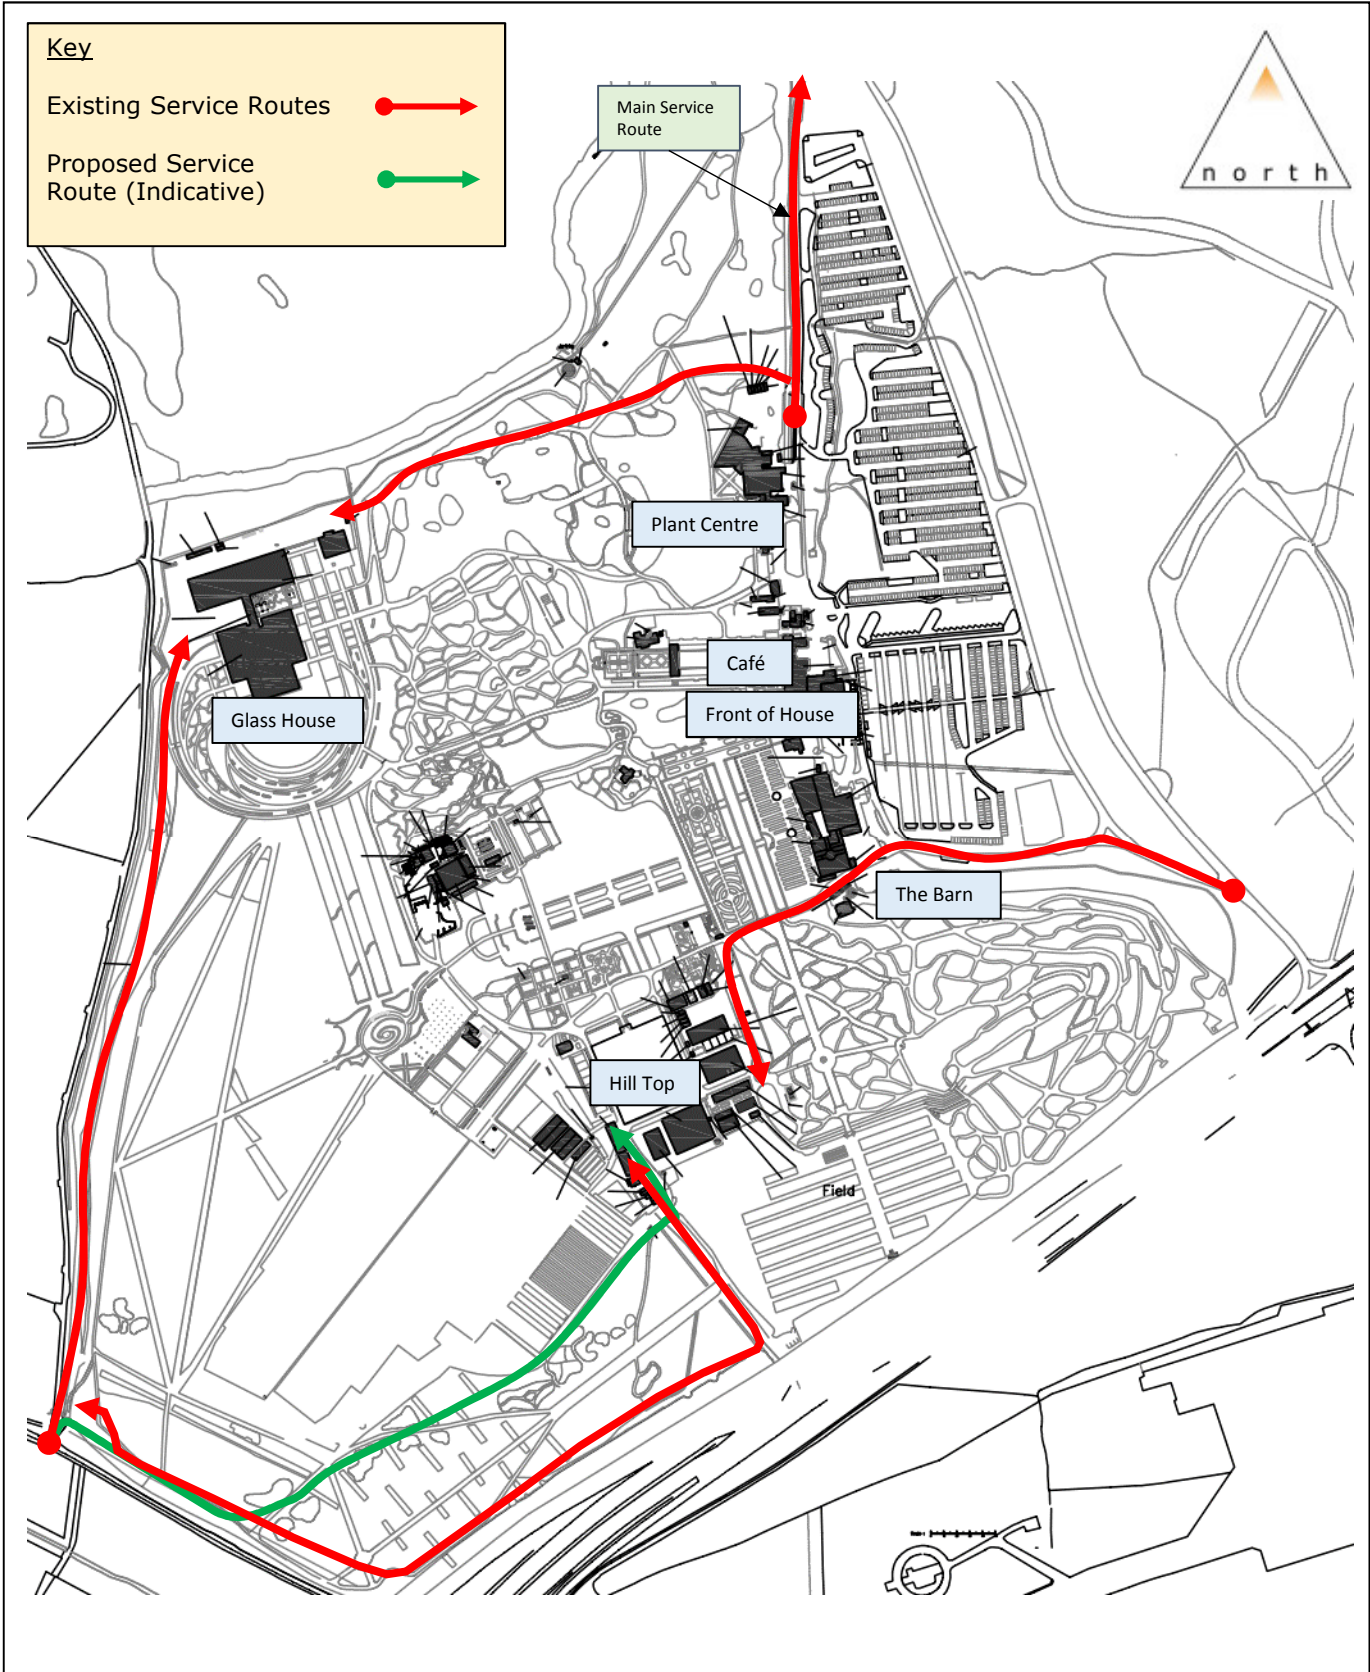 Key
Existing Service Routes
Proposed Service
Route (Indicative)
Main Service
Route
north
Plant Centre
Café
Front of House
Glass House
The Barn
Hill Top
Field